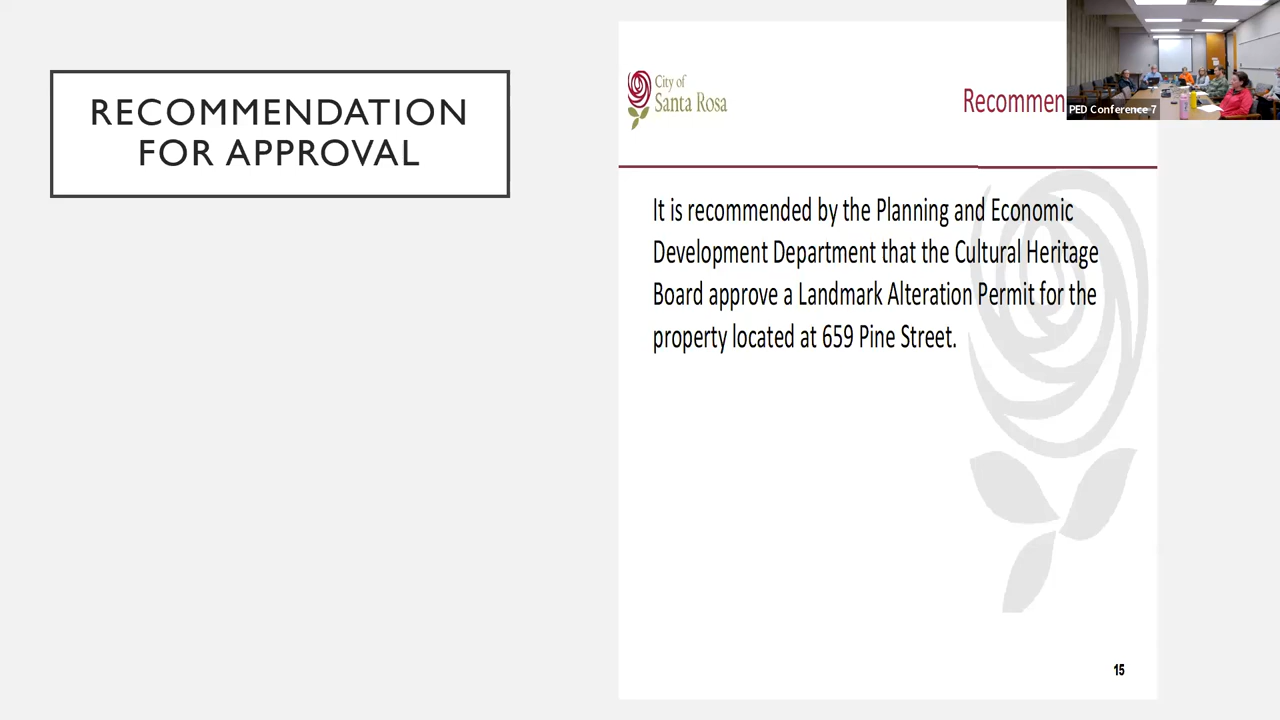 RECOMMENDATION
FOR APPROVAL
City of
Santa Rosa
Recommen
PED Conference 7
It is recommended by the Planning and Economic
Development Department that the Cultural Heritage
Board approve a Landmark Alteration Permit for the
property located at 659 Pine Street.
15